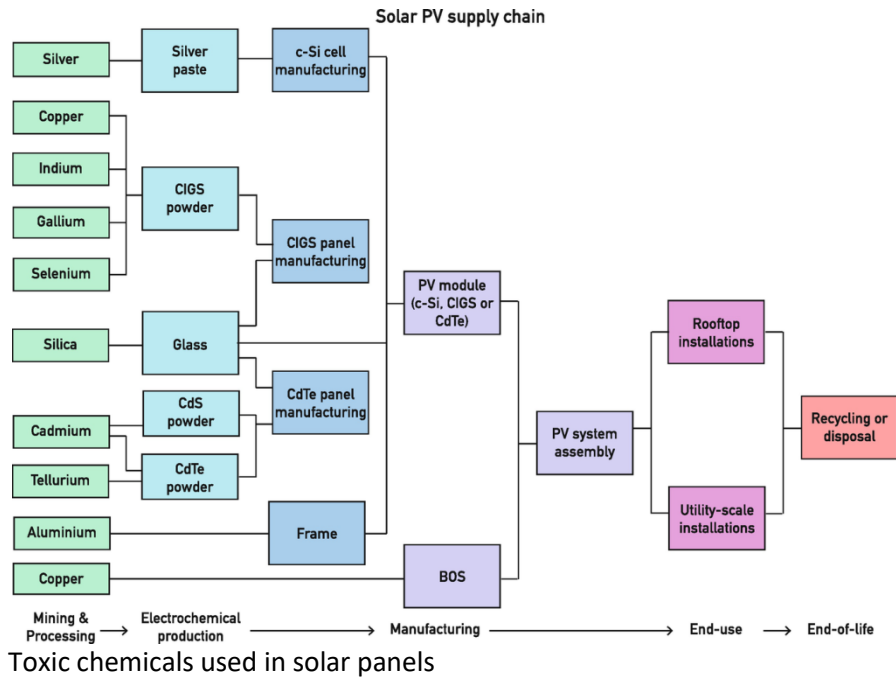 Solar PV supply chain
Silver
Silver
paste
c-Si cell
manufacturing
Copper
Indium
Gallium
Selenium
CIGS
powder
CIGS panel
manufacturing
Silica
Glass
CdTe panel
manufacturing
Cadmium
Tellurium
CdS
powder
CdTe
powder
Aluminium
Frame
Copper
BOS
PV module
(c-Si, CIGS or
CdTe)
PV system
assembly
Rooftop
installations
Utility-scale
installations
Recycling or
disposal
Mining &
Processing
Electrochemical
production
Manufacturing
End-use
End-of-life
Toxic chemicals used in solar panels